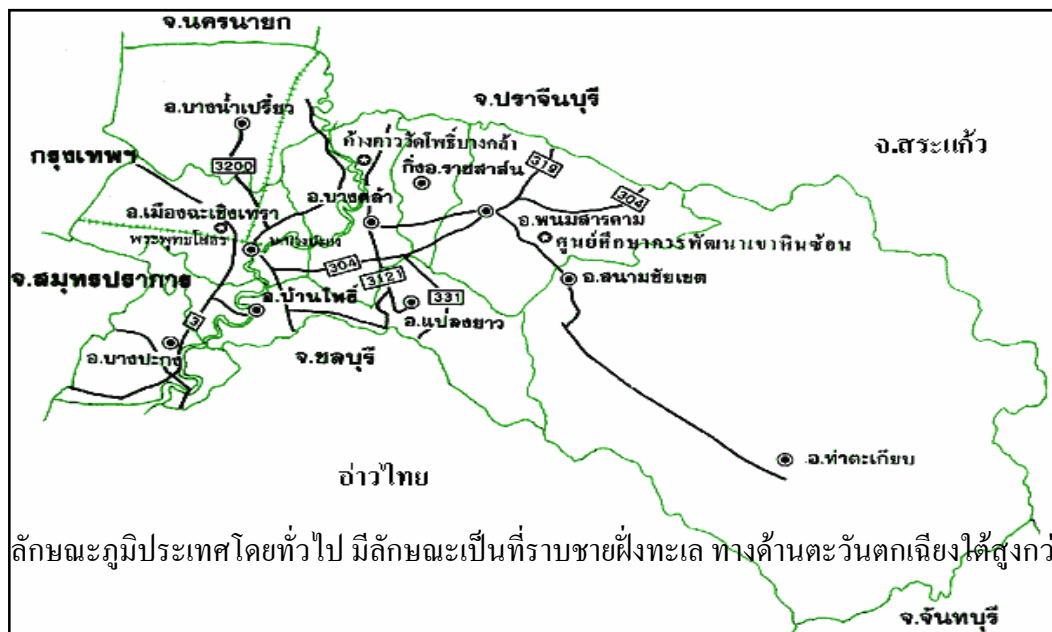 จ.นครนายก
อ.บางน้ำเปรี้ยว
จ.ปราจีนบุรี
ค้างคาววัดโพธิ์บางคล้า
จ.สระแก้ว
กรุงเทพฯ
3200
กิ่งอ.ราชสาส์น
319
304
อ.บางคล้า
อ.เมืองฉะเชิงเทรา
อ.พนมสารคาม
พระพุทธโสธร
ศูนย์ศึกษาการพัฒนาเขาหินซ้อน
304
จ.สมุทรปราการ
3121
อ.สนามชัยเขต
อ.บ้านโพธิ์
331
3
อ.แปลงยาว
จ.ชลบุรี
อ.บางปะกง
อ.ท่าตะเกียบ
อ่าวไทย
ลักษณะภูมิประเทศโดยทั่วไป มีลักษณะเป็นที่ราบชายฝั่งทะเล ทางด้านตะวันตกเฉียงใต้สูงกว่
จ.จันทบุรี